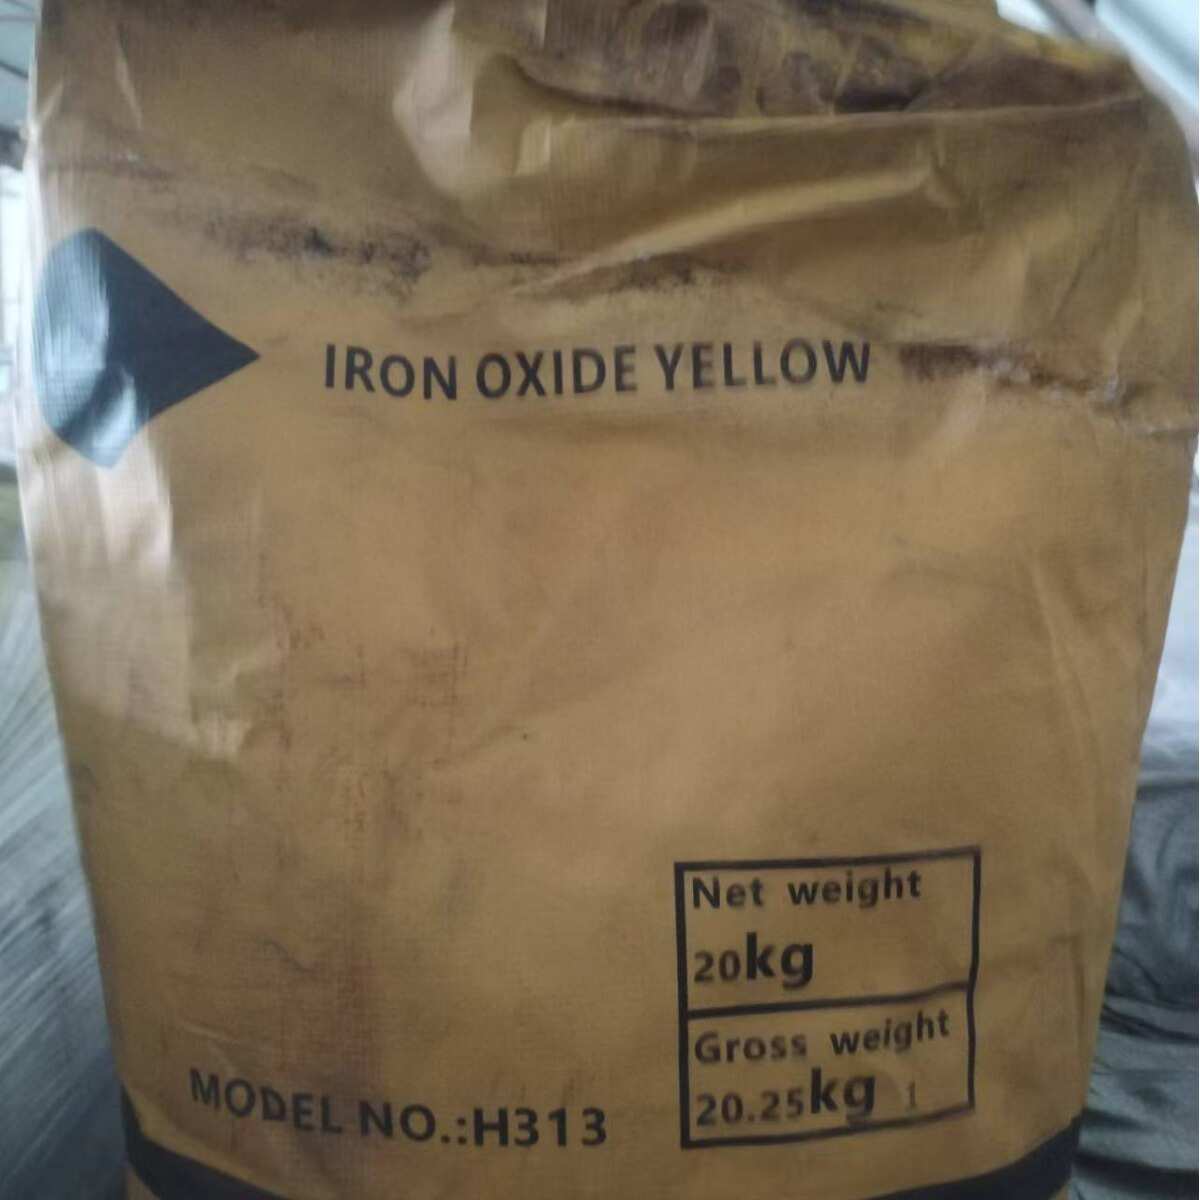 IRON OXIDE YELLOW
Net weight
20kg
Gross weight
20.25kg
MODEL NO.:H313